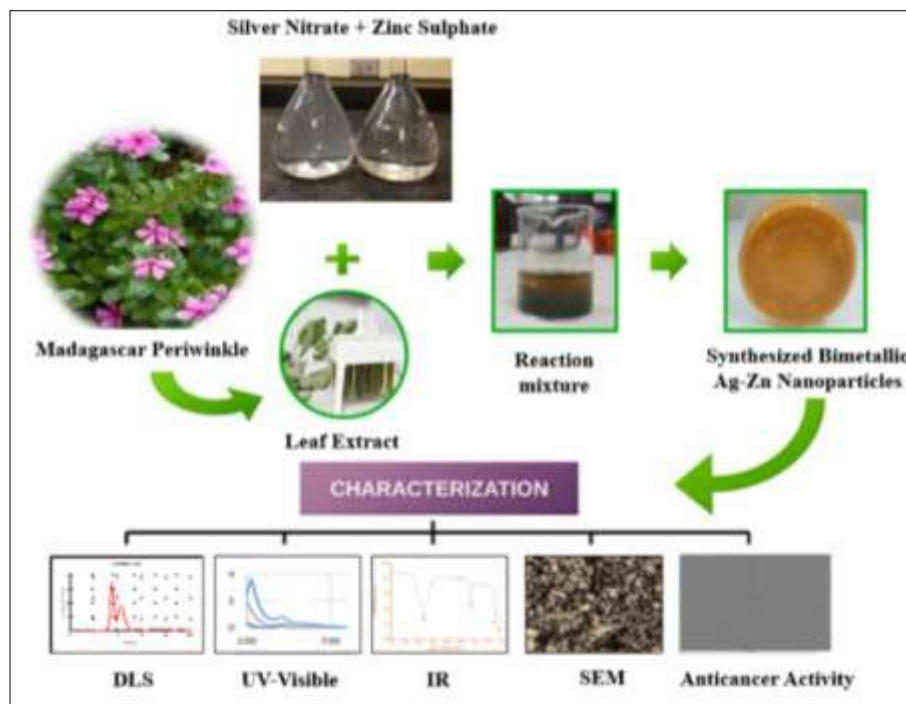 Silver Nitrate + Zinc Sulphate
Madagascar Periwinkle
Leaf Extract
Reaction
mixture
Synthesized Bimetallic
Ag-Zn Nanoparticles
CHARACTERIZATION
DLS
UV-Visible
IR
SEM
Anticancer Activity